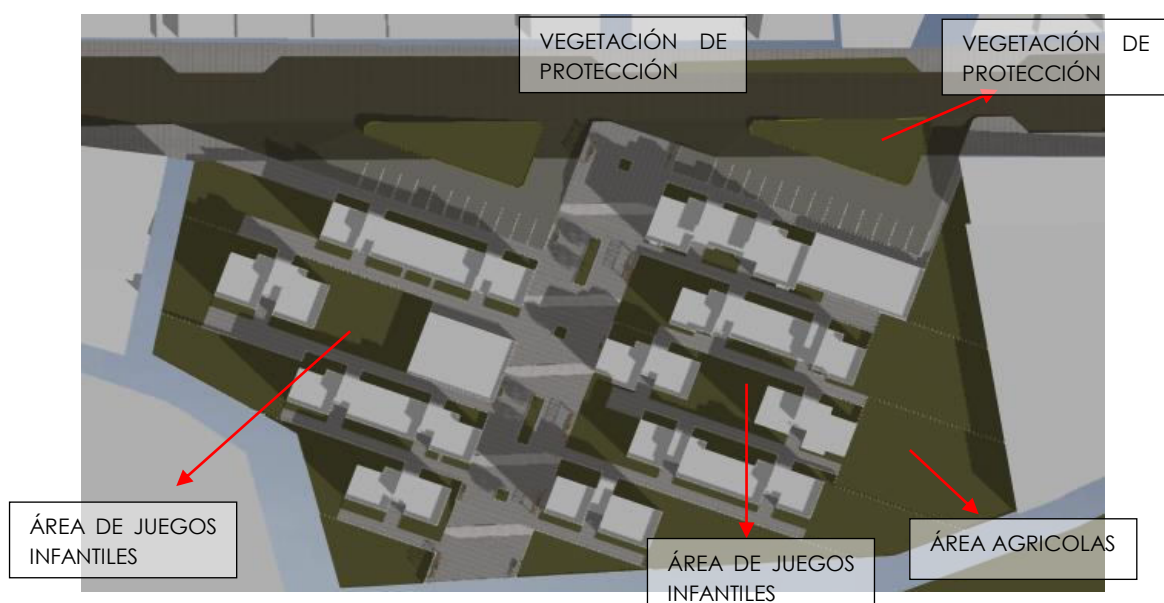 VEGETACIÓN DE
PROTECCIÓN
VEGETACIÓN DE
PROTECCIÓN
ÁREA DE JUEGOS
INFANTILES
ÁREA DE JUEGOS
INFANTILES
ÁREA AGRICOLAS